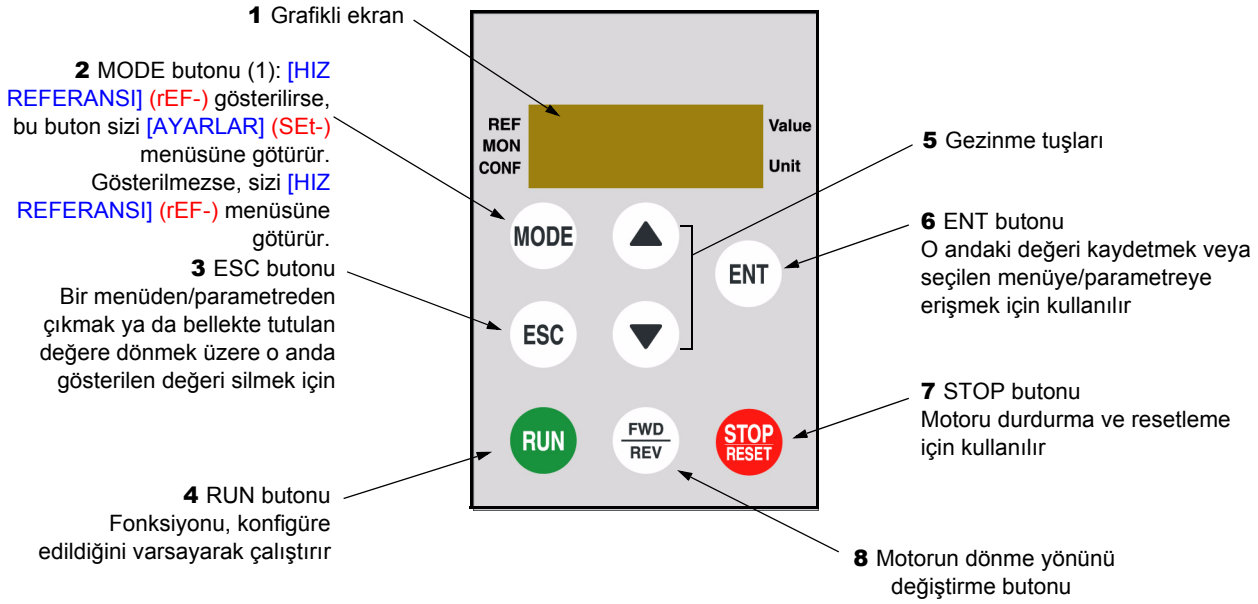 1 Grafikli ekran
2 MODE butonu (1): [HIZ
REFERANSI] (rEF-) gösterilirse,
bu buton sizi [AYARLAR] (SEt-)
menüsüne götürür.
Gösterilmezse, sizi [HIZ
REFERANSI] (rEF-) menüsüne
götürür.
3 ESC butonu
Bir menüden/parametreden
çıkmak ya da bellekte tutulan
değere dönmek üzere o anda
gösterilen değeri silmek için
4 RUN butonu
Fonksiyonu, konfigüre
edildiğini varsayarak çalıştırır
REF
MON
CONF
Value
Unit
MODE
ENT
ESC
RUN
FWD
REV
STOP
RESET
5 Gezinme tuşları
6 ENT butonu
O andaki değeri kaydetmek veya
seçilen menüye/parametreye
erişmek için kullanılır
7 STOP butonu
Motoru durdurma ve resetleme
için kullanılır
8 Motorun dönme yönünü
değiştirme butonu